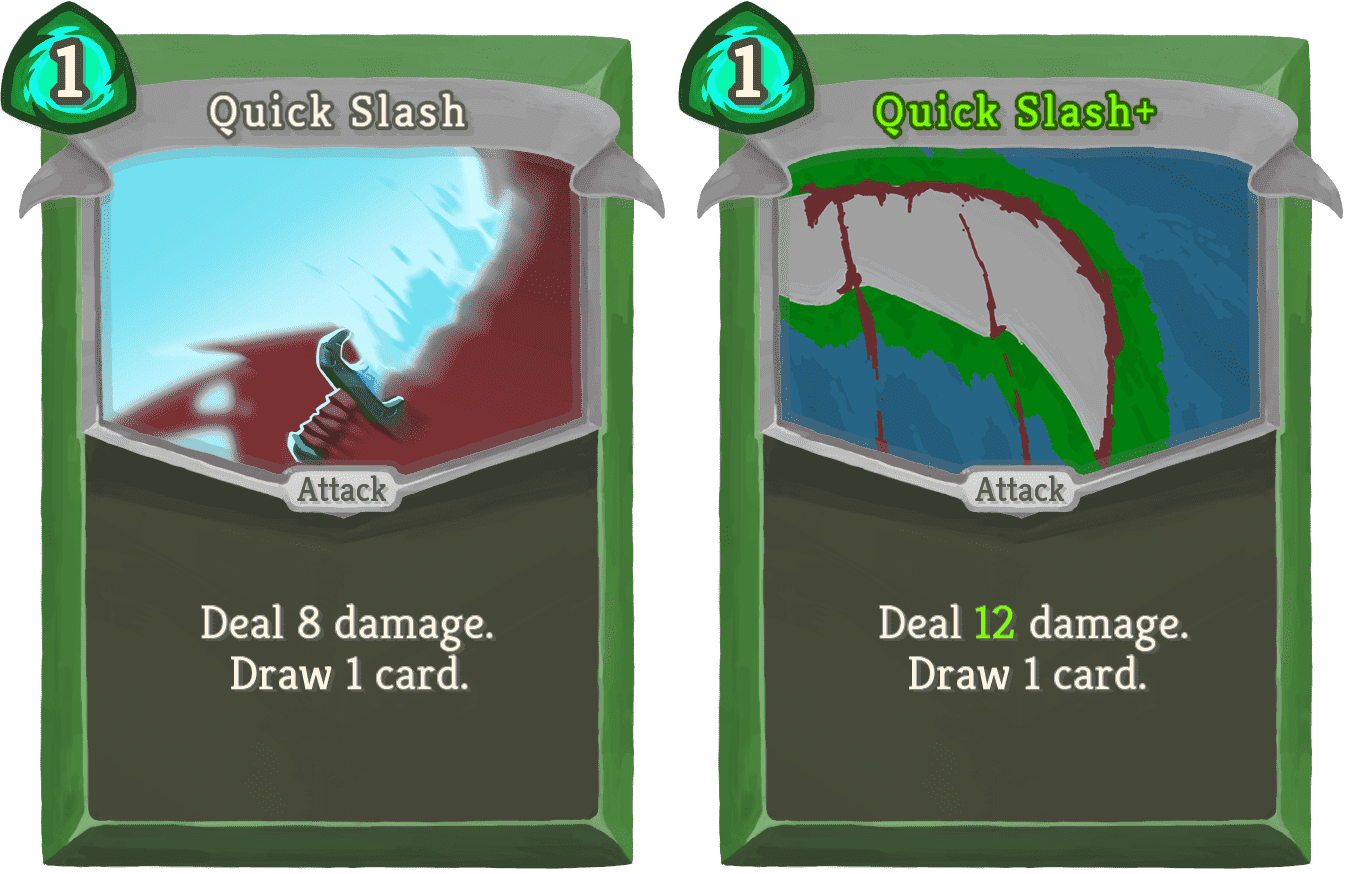 1
Quick Slash
Attack
Deal 8 damage.
Draw 1 card.
1
Quick Slash+
Attack
Deal 12 damage.
Draw 1 card.